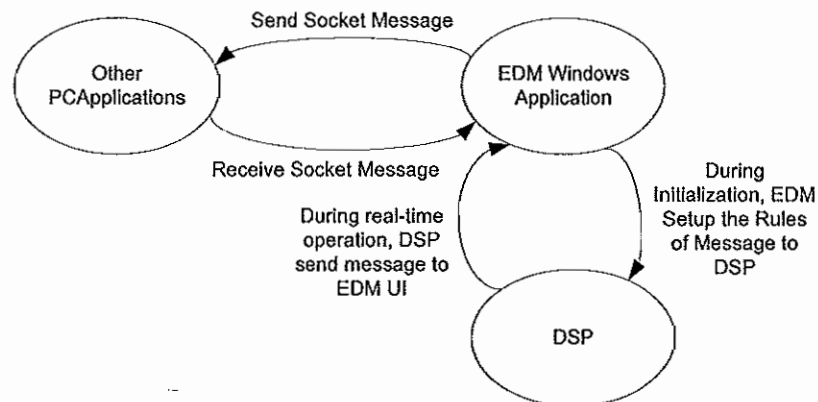 Send Socket Message
Other
PCApplications
EDM Windows
Application
Receive Socket Message
During real-time
operation, DSP
send message to
EDM UI
During
Initialization, EDM
Setup the Rules
of Message to
DSP
DSP